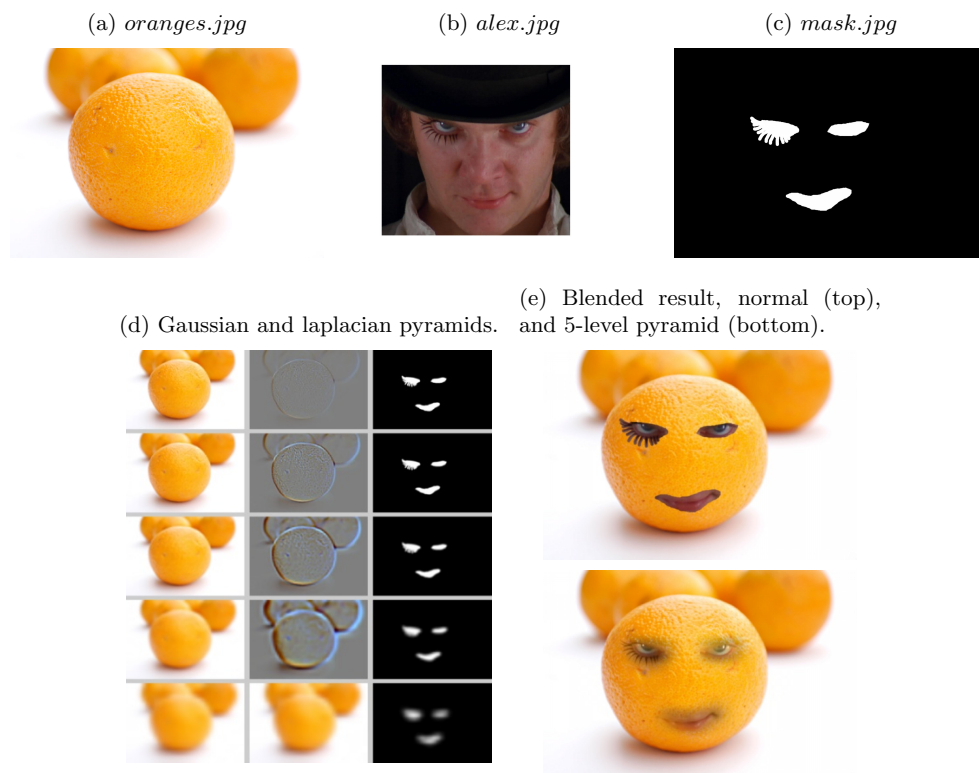 (a) oranges.jpg
(b) alex.jpg
(c) mask.jpg
(d) Gaussian and laplacian pyramids.
(e) Blended result, normal (top),
and 5-level pyramid (bottom).